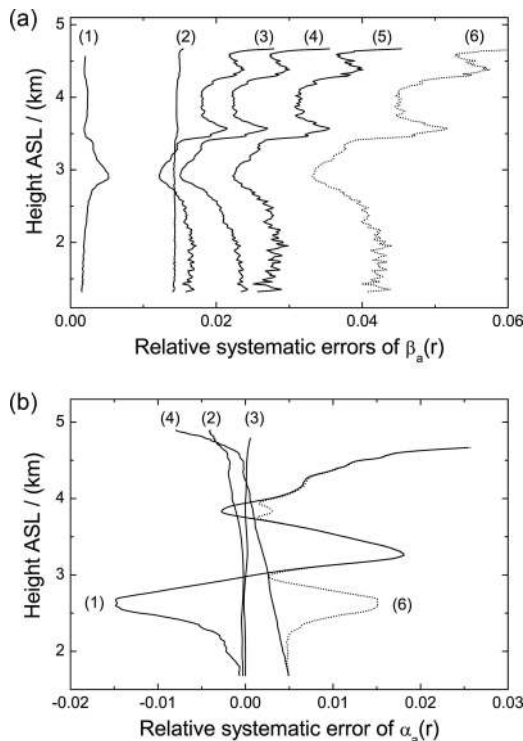 (a)
(1) (2) (3) (4) (5) (6)
5
4
3
2
Height ASL / (km)
0.00 0.02 0.04 0.06
Relative systematic errors of βa(r)
(b)
(4) (2) (3)
5
4
3
2
Height ASL / (km)
(1) (6)
-0.02 -0.01 0.00 0.01 0.02 0.03
Relative systematic error of αa(r)